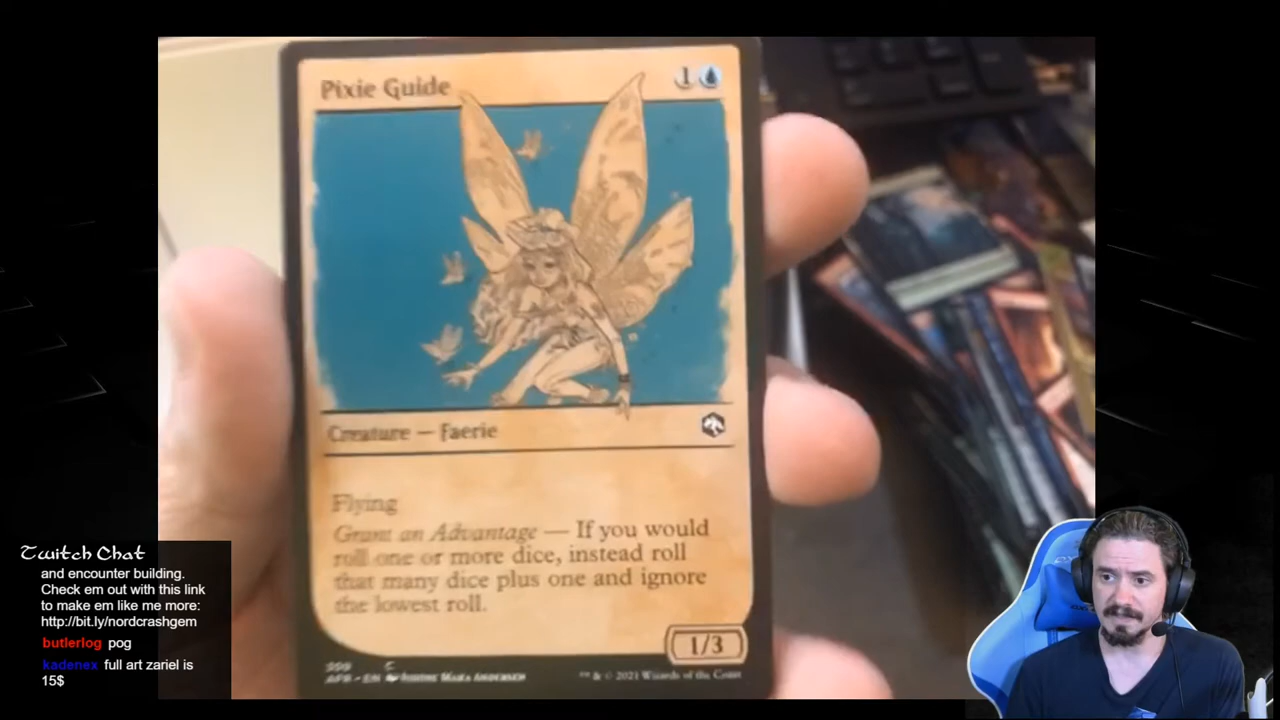 Pixie Guide
1
Creature — Faerie
Flying
Grant an Advantage — If you would
roll one or more dice, instead roll
that many dice plus one and ignore
the lowest roll.
1/3
C
AFR - EN
™ & © 2021 Wizards of the Coast
Twitch Chat
and encounter building.
Check em out with this link
to make em like me more:
http://bit.ly/nordcrashgem
butlerlog pog
kadenex full art zariel is
15$